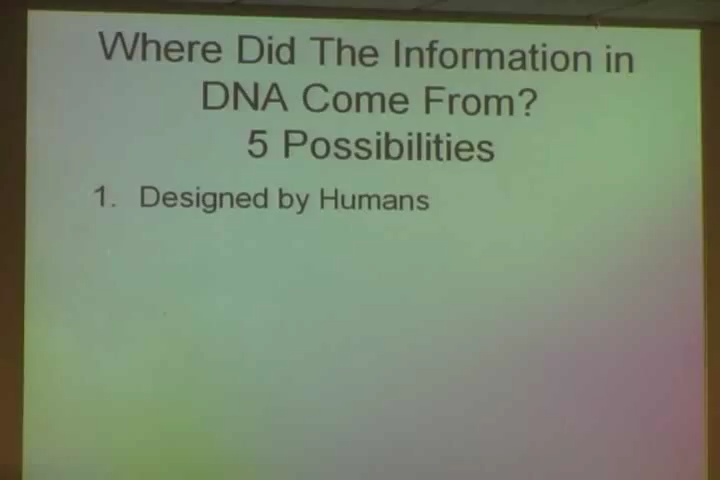 Where Did The Information in
DNA Come From?
5 Possibilities
1. Designed by Humans